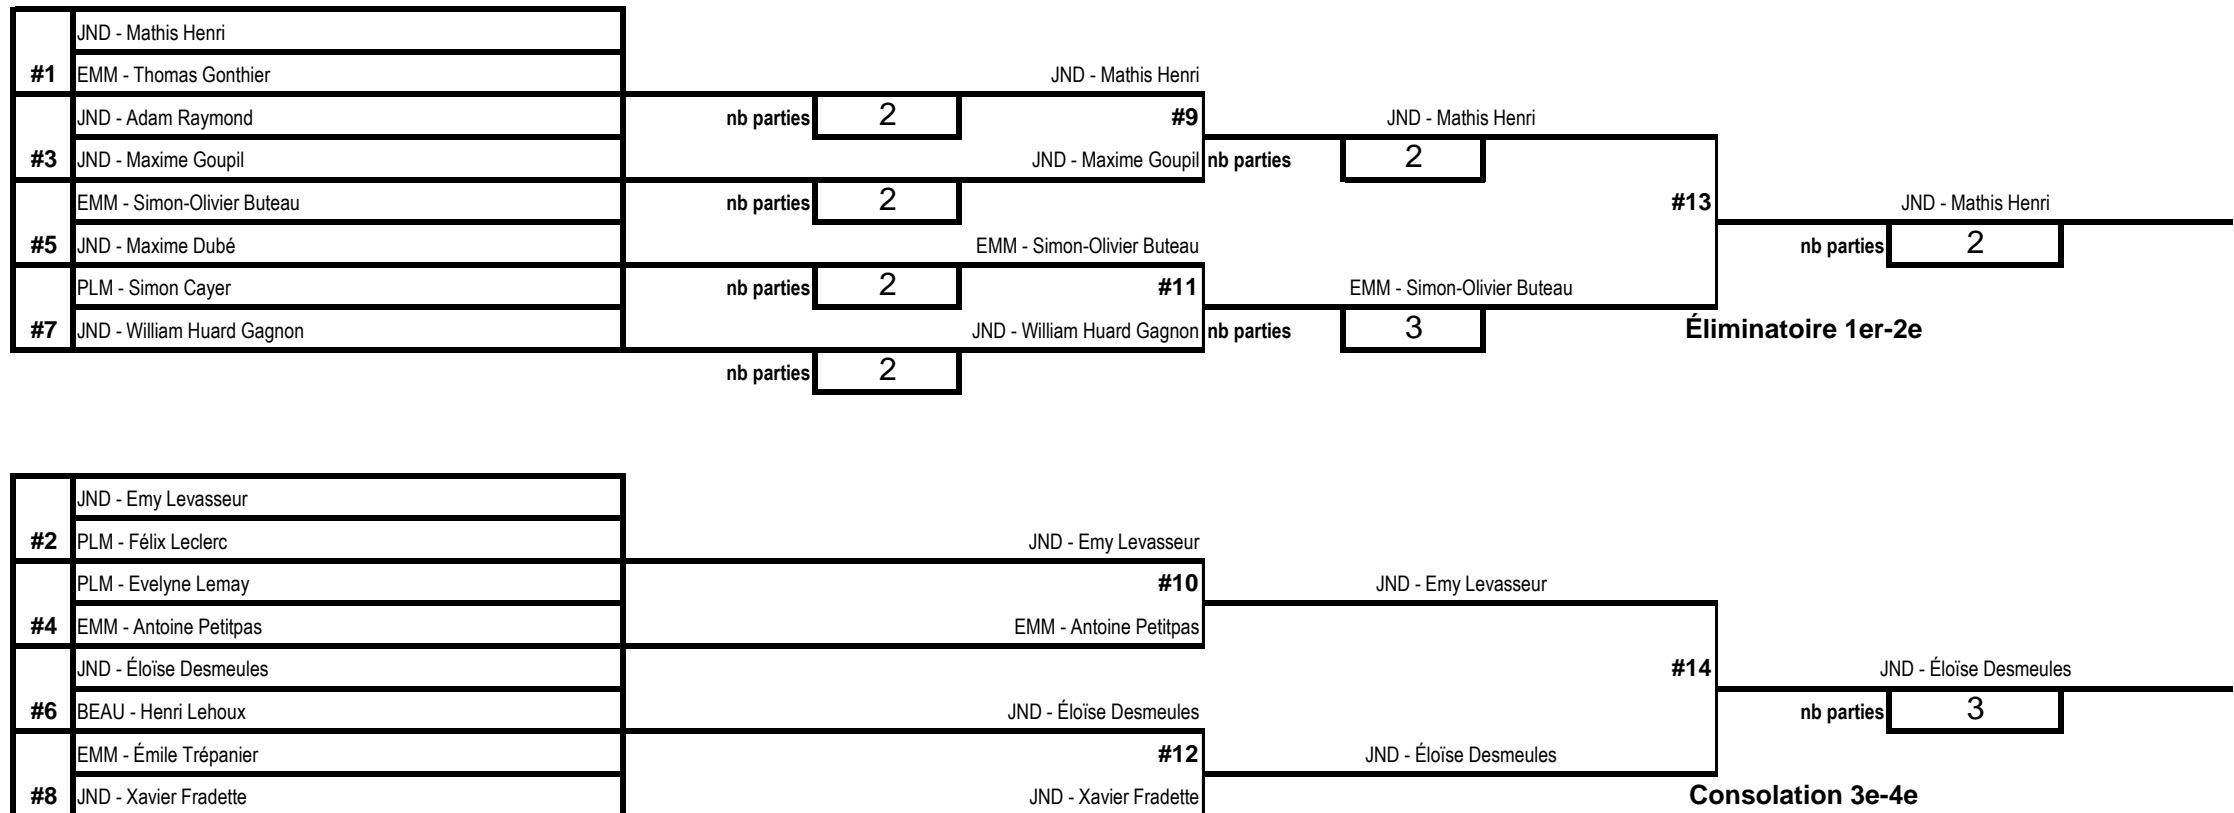 JND - Mathis Henri
#1 EMM - Thomas Gonthier JND - Mathis Henri
JND - Adam Raymond nb parties 2 #9 JND - Mathis Henri
#3 JND - Maxime Goupil JND - Maxime Goupil nb parties 2
EMM - Simon-Olivier Buteau nb parties 2 #13 JND - Mathis Henri
#5 JND - Maxime Dubé EMM - Simon-Olivier Buteau nb parties 2
PLM - Simon Cayer nb parties 2 #11 EMM - Simon-Olivier Buteau
#7 JND - William Huard Gagnon JND - William Huard Gagnon nb parties 3 Éliminatoire 1er-2e
nb parties 2
JND - Emy Levasseur
#2 PLM - Félix Leclerc JND - Emy Levasseur
PLM - Evelyne Lemay #10 JND - Emy Levasseur
#4 EMM - Antoine Petitpas EMM - Antoine Petitpas
JND - Éloïse Desmeules #14 JND - Éloïse Desmeules
#6 BEAU - Henri Lehoux JND - Éloïse Desmeules nb parties 3
EMM - Émile Trépanier #12 JND - Éloïse Desmeules
#8 JND - Xavier Fradette JND - Xavier Fradette Consolation 3e-4e